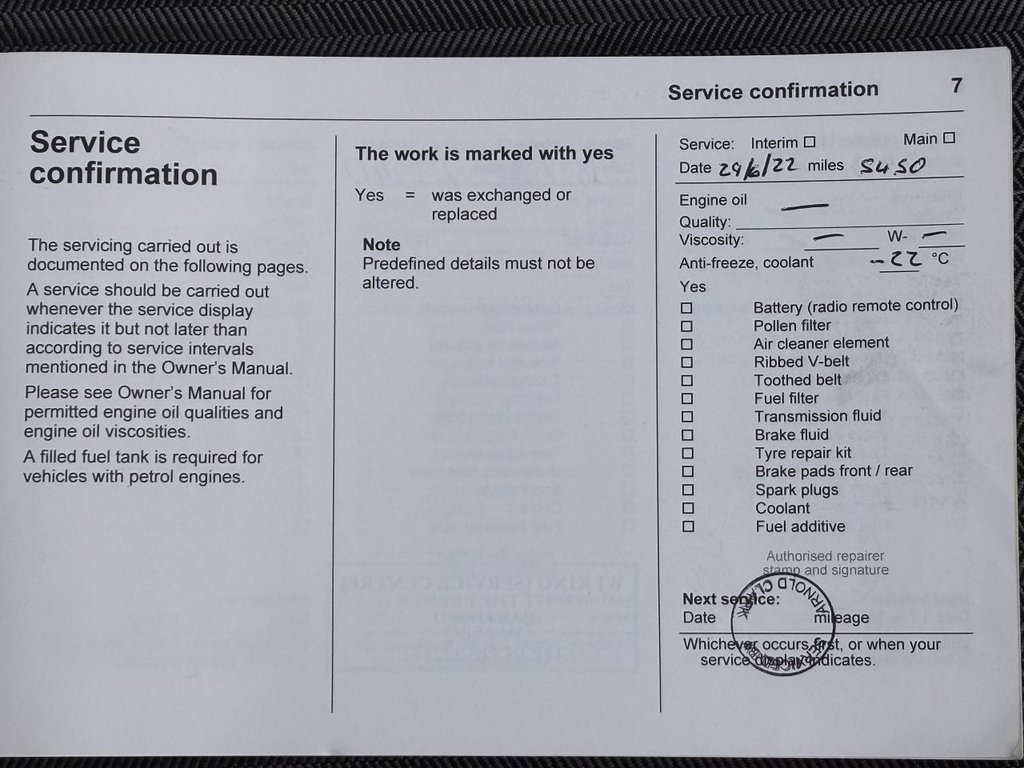 Service confirmation 7
Service
confirmation
The servicing carried out is
documented on the following pages.
A service should be carried out
whenever the service display
indicates it but not later than
according to service intervals
mentioned in the Owner's Manual.
Please see Owner's Manual for
permitted engine oil qualities and
engine oil viscosities.
A filled fuel tank is required for
vehicles with petrol engines.
The work is marked with yes
Yes = was exchanged or
replaced
Note
Predefined details must not be
altered.
Service: Interim ☐ Main ☐
Date 29/6/22 miles 5450
Engine oil —
Quality:
Viscosity: — W- —
Anti-freeze, coolant -22 °C
Yes
☐ Battery (radio remote control)
☐ Pollen filter
☐ Air cleaner element
☐ Ribbed V-belt
☐ Toothed belt
☐ Fuel filter
☐ Transmission fluid
☐ Brake fluid
☐ Tyre repair kit
☐ Brake pads front / rear
☐ Spark plugs
☐ Coolant
☐ Fuel additive
Authorised repairer
stamp and signature
Next service:
Date mileage
Whichever occurs first, or when your
service display indicates.
ARNOLD CLARK